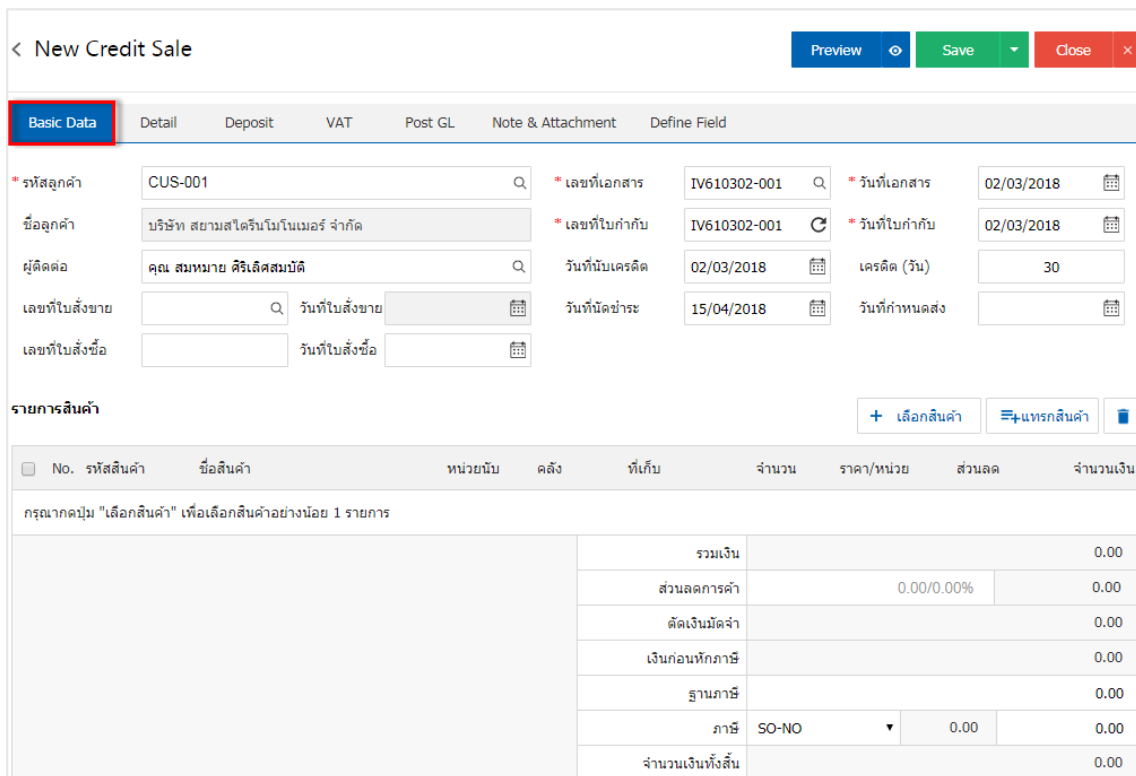 New Credit Sale Preview Save Close
Basic Data Detail Deposit VAT Post GL Note & Attachment Define Field
* รหัสลูกค้า CUS-001 * เลขที่เอกสาร IV610302-001 * วันที่เอกสาร 02/03/2018
ชื่อลูกค้า บริษัท สยามสไตรีนโมโนเมอร์ จำกัด * เลขที่ใบกำกับ IV610302-001 * วันที่ใบกำกับ 02/03/2018
ผู้ติดต่อ คุณ สมหมาย ศิริเลิศสมบัติ วันที่นับเครดิต 02/03/2018 เครดิต (วัน) 30
เลขที่ใบสั่งขาย วันที่ใบสั่งขาย วันที่นัดชำระ 15/04/2018 วันที่กำหนดส่ง
เลขที่ใบสั่งซื้อ วันที่ใบสั่งซื้อ
รายการสินค้า + เลือกสินค้า แทรกสินค้า
No. รหัสสินค้า ชื่อสินค้า หน่วยนับ คลัง ที่เก็บ จำนวน ราคา/หน่วย ส่วนลด จำนวนเงิน
กรุณากดปุ่ม "เลือกสินค้า" เพื่อเลือกสินค้าอย่างน้อย 1 รายการ
รวมเงิน 0.00
ส่วนลดการค้า 0.00/0.00% 0.00
ตัดเงินมัดจำ 0.00
เงินก่อนหักภาษี 0.00
ฐานภาษี 0.00
ภาษี SO-NO 0.00 0.00
จำนวนเงินทั้งสิ้น 0.00